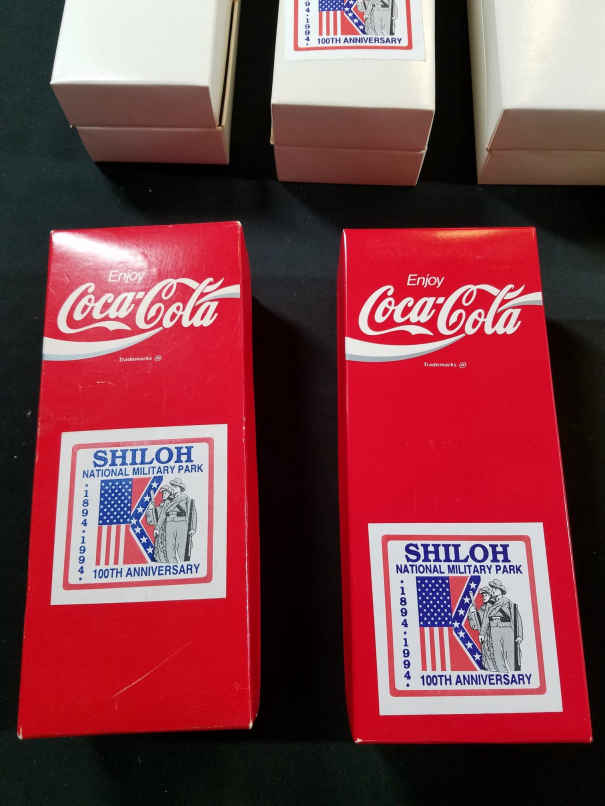 1894·1994·
100TH ANNIVERSARY
Enjoy
Coca-Cola
Trademarks ®
SHILOH
NATIONAL MILITARY PARK
·1894·1994·
100TH ANNIVERSARY
Enjoy
Coca-Cola
Trademarks ®
SHILOH
NATIONAL MILITARY PARK
·1894·1994·
100TH ANNIVERSARY